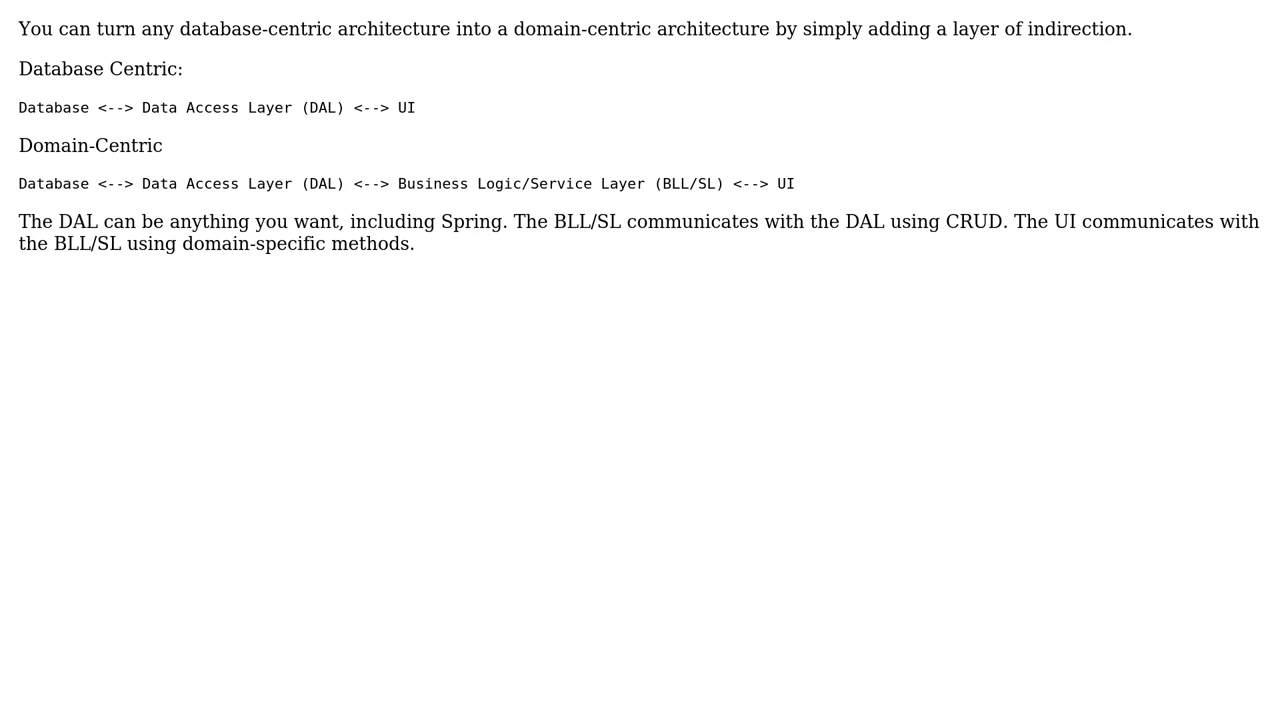 You can turn any database-centric architecture into a domain-centric architecture by simply adding a layer of indirection.
Database Centric:
Database <--> Data Access Layer (DAL) <--> UI
Domain-Centric
Database <--> Data Access Layer (DAL) <--> Business Logic/Service Layer (BLL/SL) <--> UI
The DAL can be anything you want, including Spring. The BLL/SL communicates with the DAL using CRUD. The UI communicates with
the BLL/SL using domain-specific methods.